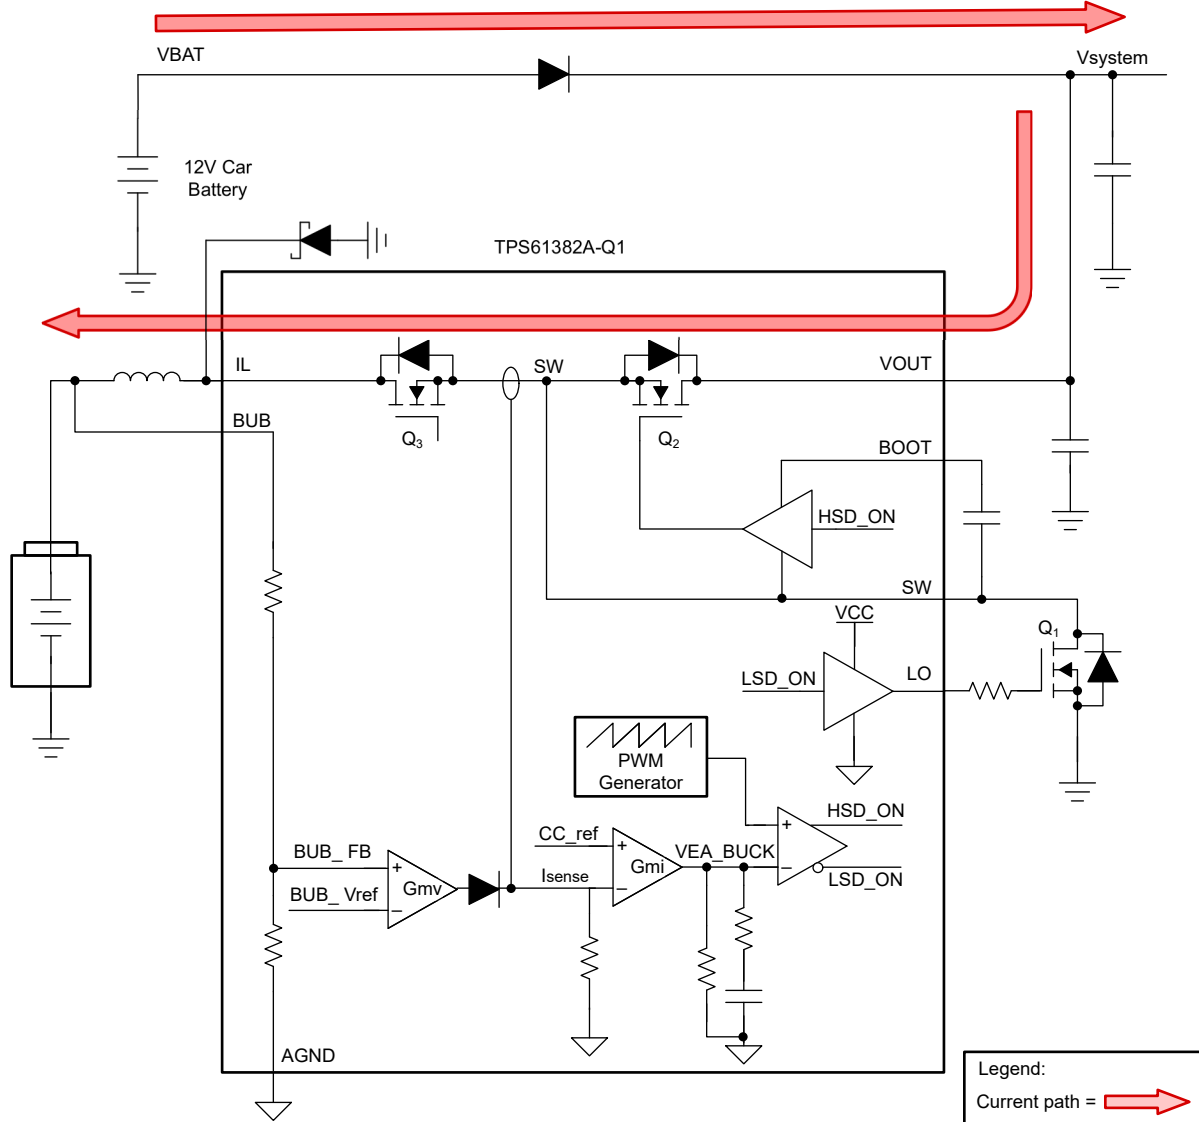 VBAT
Vsystem
12V Car
Battery
TPS61382A-Q1
IL
SW
VOUT
BUB
Q3
Q2
BOOT
HSD_ON
SW
VCC
Q1
LSD_ON
LO
PWM
Generator
HSD_ON
CC_ref
+
VEA_BUCK
+
–
BUB_ FB
+
Gmv
Isense
Gmi
–
LSD_ON
BUB_ Vref
–
AGND
Legend:
Current path =